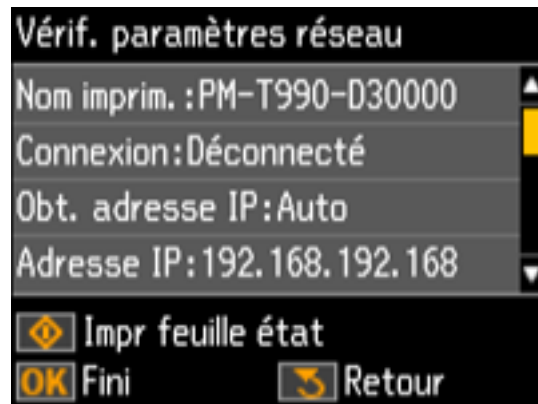 Vérif. paramètres réseau
Nom imprim.:PM-T990-D30000
Connexion:Déconnecté
Obt. adresse IP:Auto
Adresse IP:192.168.192.168
Impr feuille état
OK Fini Retour